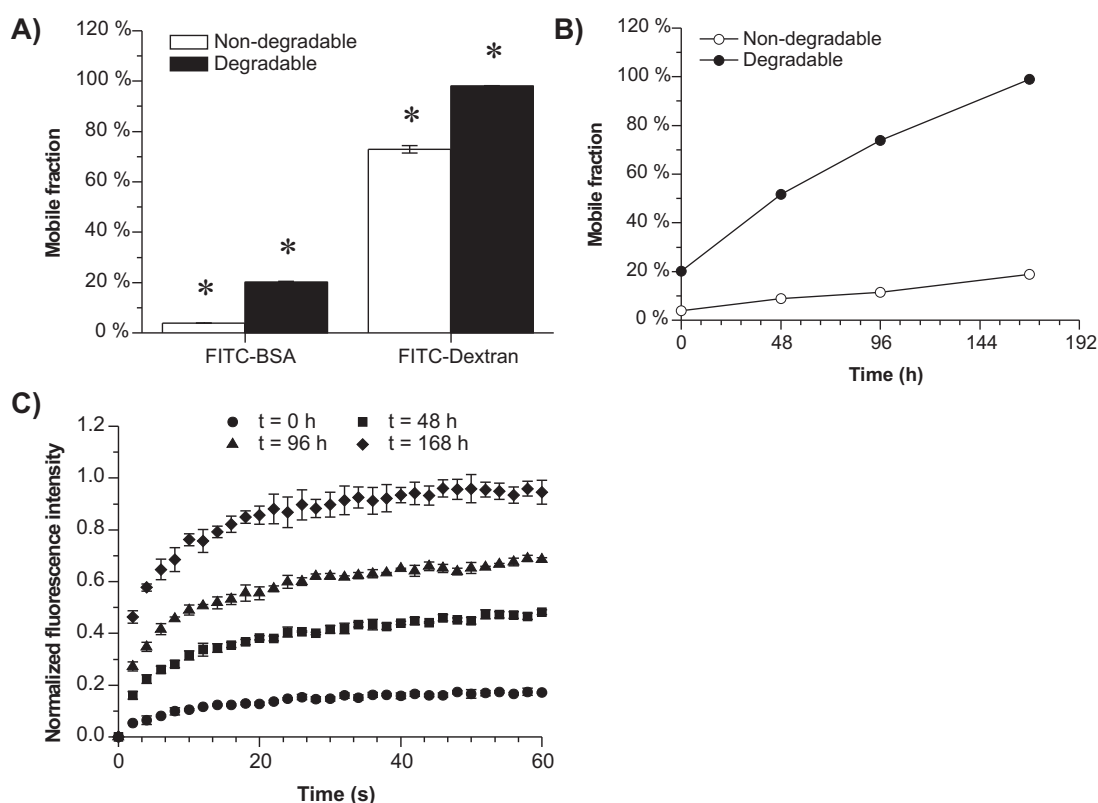 A)
120 %
100 %
80 %
60 %
40 %
20 %
0 %
Mobile fraction
Non-degradable
Degradable
*
*
*
*
FITC-BSA
FITC-Dextran
B)
120 %
100 %
80 %
60 %
40 %
20 %
0 %
Mobile fraction
Non-degradable
Degradable
0
48
96
144
192
Time (h)
C)
1.2
1.0
0.8
0.6
0.4
0.2
0.0
Normalized fluorescence intensity
t = 0 h
t = 48 h
t = 96 h
t = 168 h
0
20
40
60
Time (s)